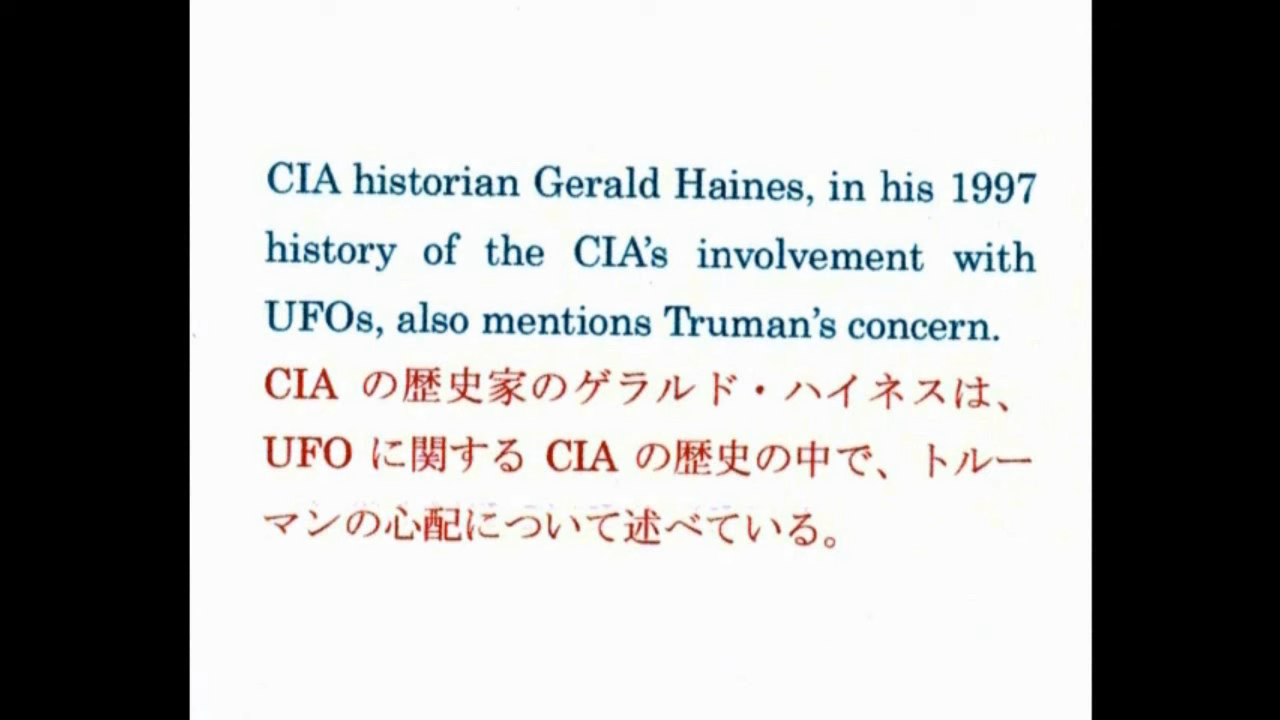 CIA historian Gerald Haines, in his 1997
history of the CIA's involvement with
UFOs, also mentions Truman's concern.
CIA の歴史家のゲラルド・ハイネスは、
UFO に関する CIA の歴史の中で、トルー
マンの心配について述べている。